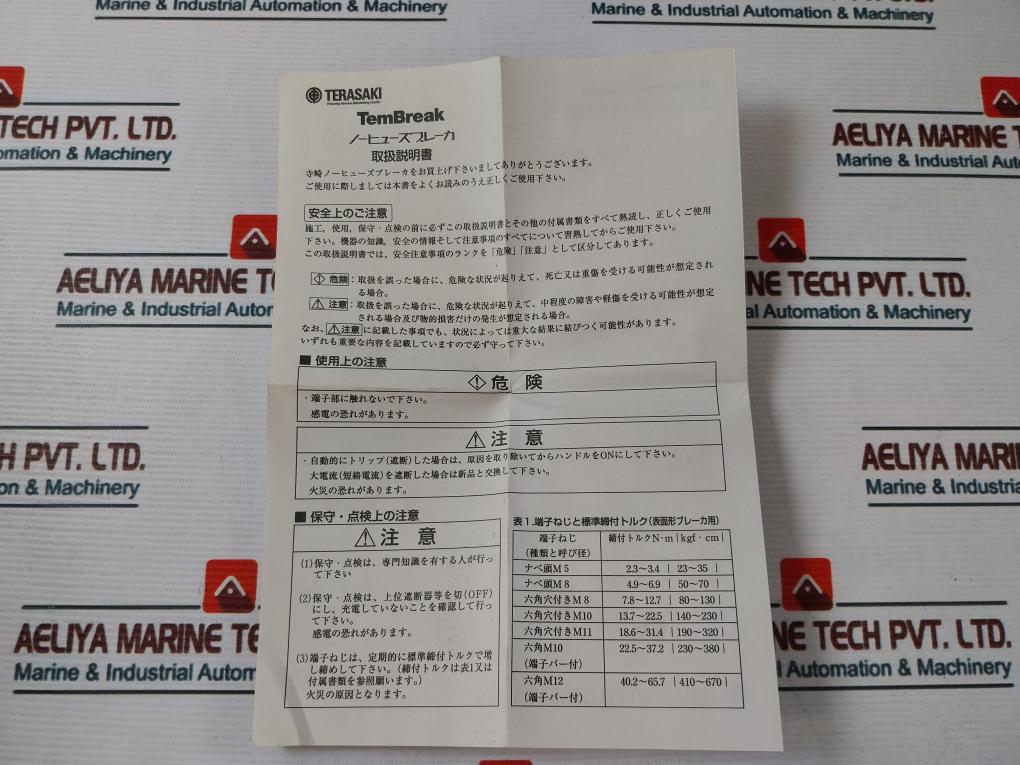 Marine & Industrial Automation & Machinery
Marine & Industrial Automation & Machinery
TECH PVT. LTD.
omation & Machinery
AELIYA MARINE TE
Marine & Industrial Aut
AELIYA MARINE TE
Marine & Industrial Au
PVT. LTD.
ation & Machinery
H PVT. LTD.
on & Machinery
AELIYA MARI
Marine & Industri
AELIYA MARINE TE
Marine & Industrial Autom
NE TECH PVT. LTD.
ial Automation & Machinery
TERASAKI
TemBreak
ノーヒューズブレーカ
取扱説明書
寺崎ノーヒューズブレーカをお買上げ下さいましてありがとうございます。
ご使用に際しましては本書をよくお読みのうえ正しくご使用下さい。
安全上のご注意
施工，使用，保守・点検の前に必ずこの取扱説明書とその他の付属書類をすべて熟読し、正しくご使用
下さい。機器の知識，安全の情報そして注意事項のすべてについて習熟してからご使用下さい。
この取扱説明書では、安全注意事項のランクを「危険」「注意」として区分してあります。
危険：取扱を誤った場合に、危険な状況が起りえて、死亡又は重傷を受ける可能性が想定され
る場合。
注意：取扱を誤った場合に、危険な状況が起りえて、中程度の障害や軽傷を受ける可能性が想定
される場合及び物的損害だけの発生が想定される場合。
なお、注意に記載した事項でも、状況によっては重大な結果に結びつく可能性があります。
いずれも重要な内容を記載していますので必ず守って下さい。
■ 使用上の注意
危 険
・端子部に触れないで下さい。
感電の恐れがあります。
注 意
・自動的にトリップ(遮断)した場合は、原因を取り除いてからハンドルをONにして下さい。
大電流(短絡電流)を遮断した場合は新品と交換して下さい。
火災の恐れがあります。
■ 保守・点検上の注意
注 意
(1)保守・点検は、専門知識を有する人が行っ
て下さい
(2)保守・点検は、上位遮断器等を切(OFF)
にし、充電していないことを確認して行っ
て下さい。
感電の恐れがあります。
(3)端子ねじは、定期的に標準締付トルクで増
し締めして下さい。（締付トルクは表1又は
付属書類を参照願います。）
火災の原因となります。
表1.端子ねじと標準締付トルク(表面形ブレーカ用)
端子ねじ 締付トルクN・m|kgf・cm|
(種類と呼び径)
ナベ頭M 5 2.3~3.4 | 23~35 |
ナベ頭M 8 4.9~6.9 | 50~70 |
六角穴付きM 8 7.8~12.7 | 80~130|
六角穴付きM10 13.7~22.5 |140~230|
六角穴付きM11 18.6~31.4 |190~320|
六角M10 22.5~37.2 |230~380|
(端子バー付)
六角M12 40.2~65.7 |410~670|
(端子バー付)